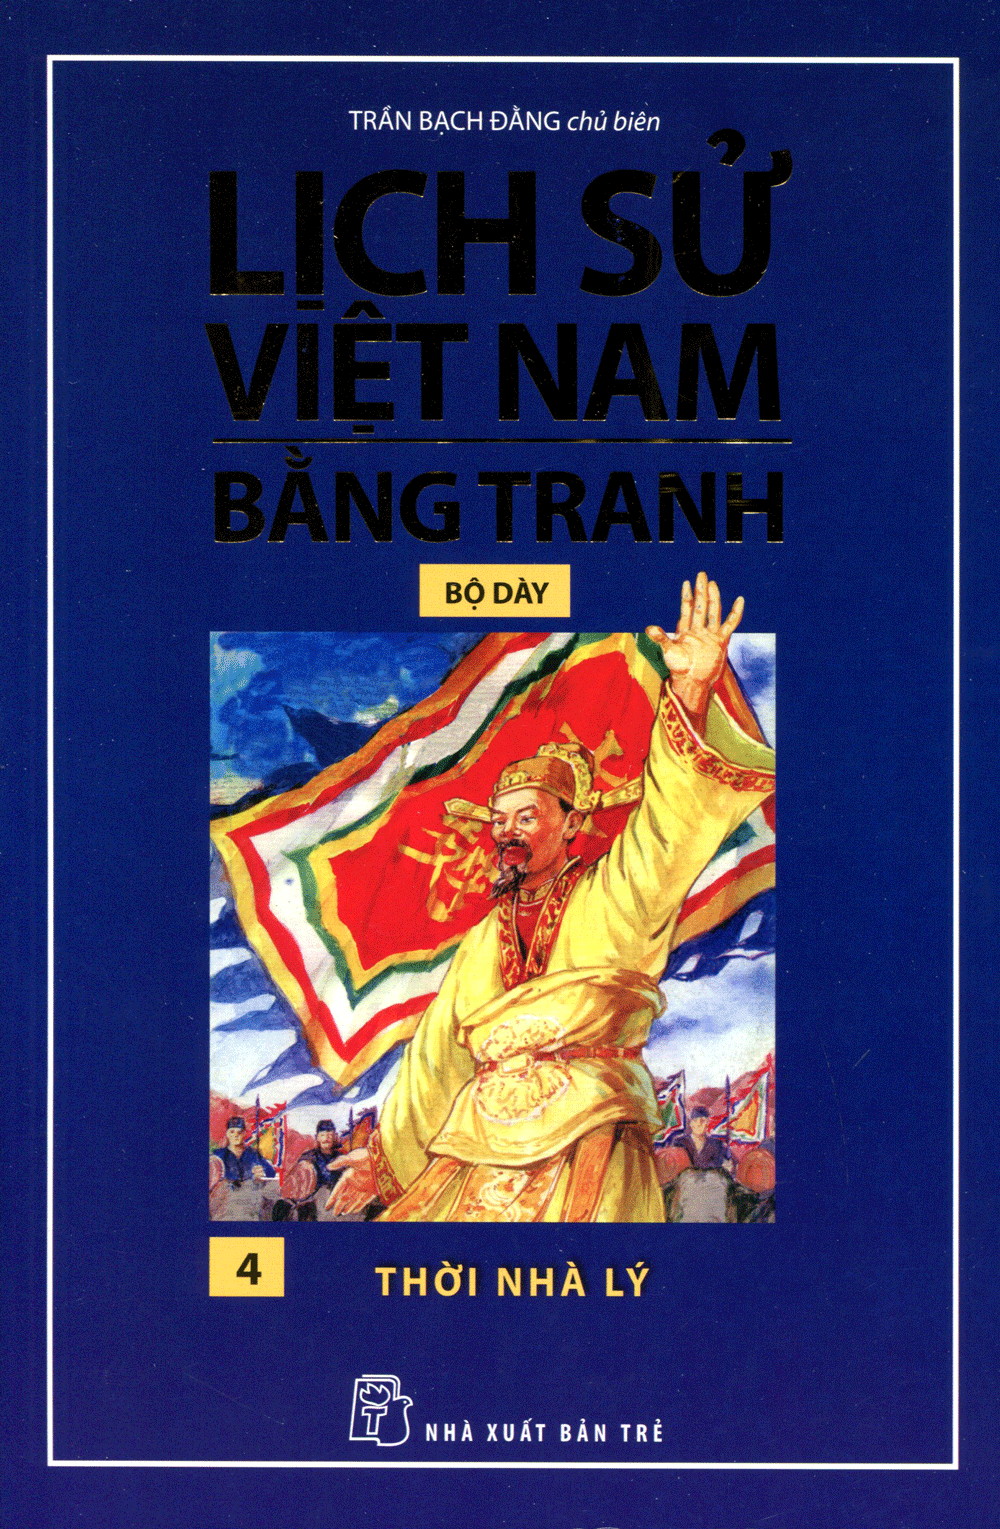 TRẦN BẠCH ĐẰNG chủ biên
LỊCH SỬ
VIỆT NAM
BẰNG TRANH
BỘ DÀY
4
THỜI NHÀ LÝ
T
NHÀ XUẤT BẢN TRẺ